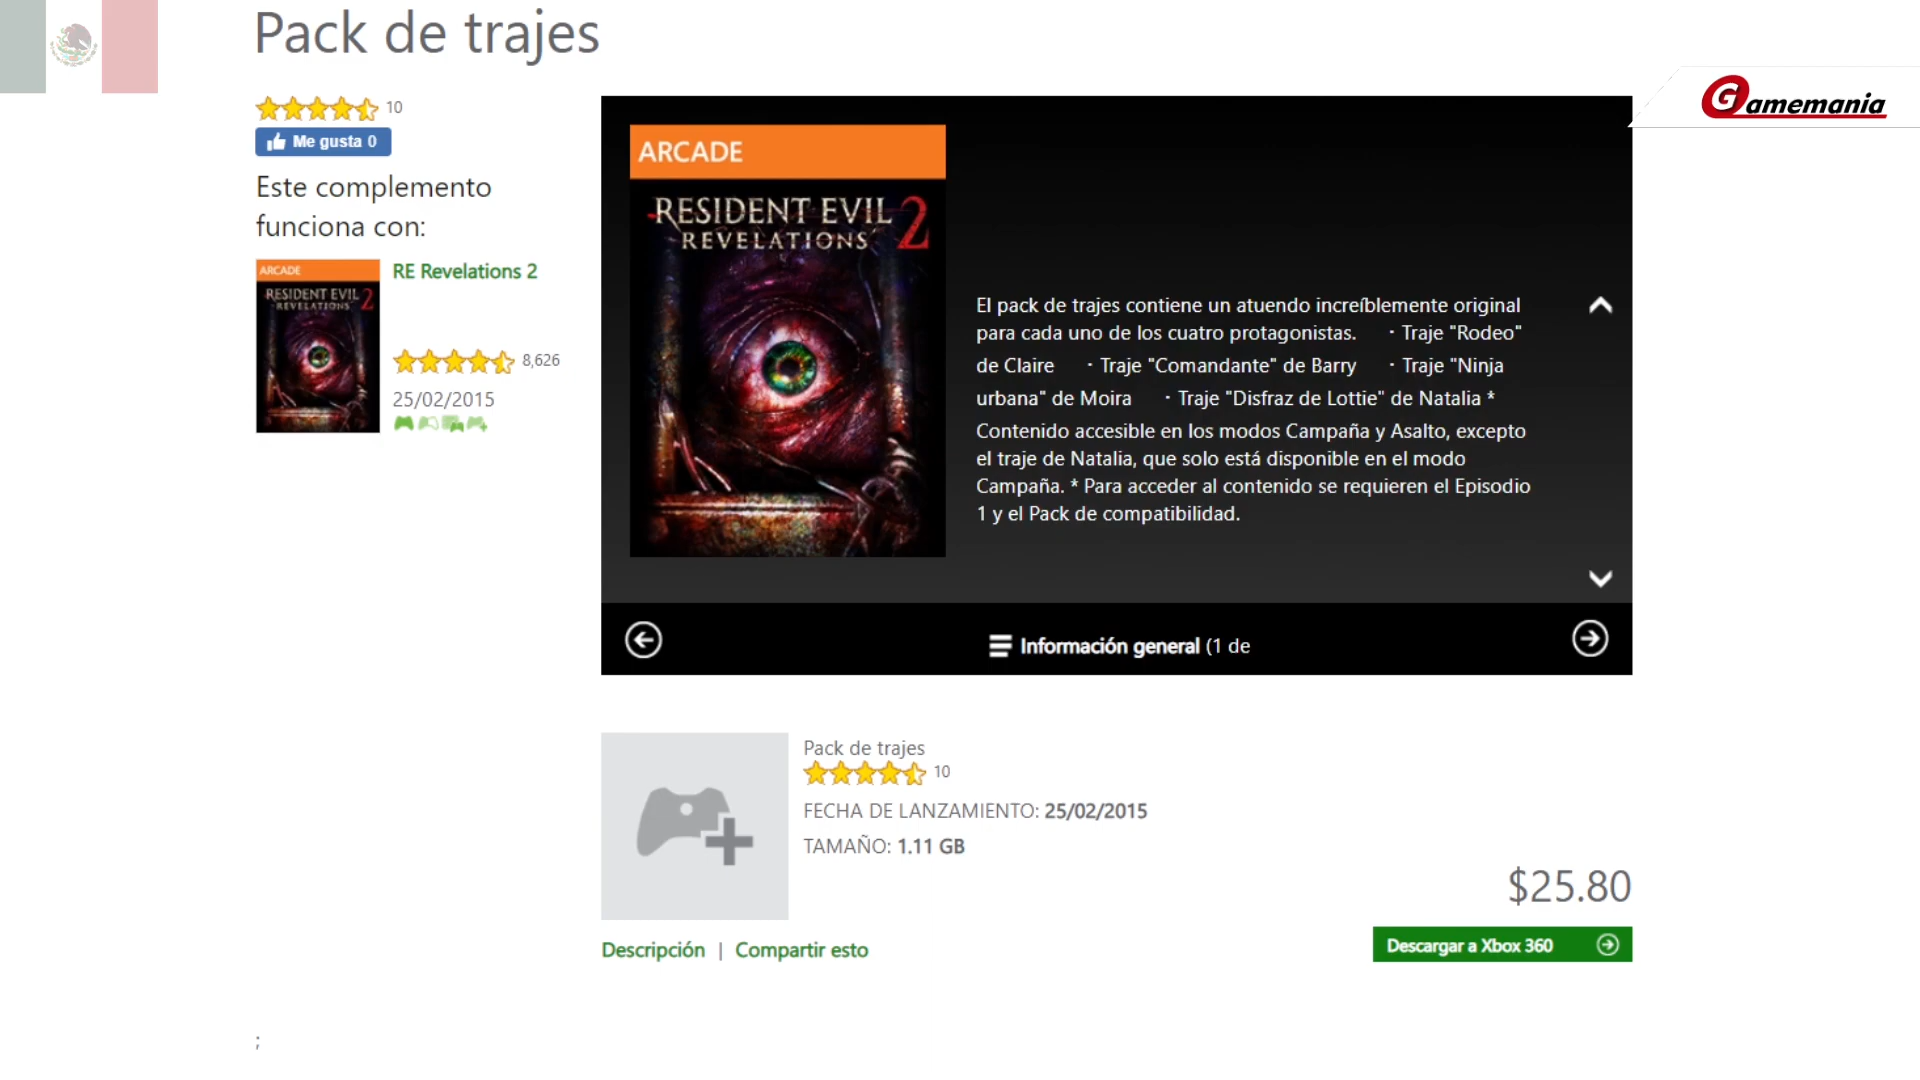 Pack de trajes
10
Me gusta 0
Este complemento
funciona con:
ARCADE
RESIDENT EVIL 2
REVELATIONS
RE Revelations 2
8,626
25/02/2015
Gamemania
ARCADE
RESIDENT EVIL 2
REVELATIONS
El pack de trajes contiene un atuendo increíblemente original
para cada uno de los cuatro protagonistas. · Traje "Rodeo"
de Claire · Traje "Comandante" de Barry · Traje "Ninja
urbana" de Moira · Traje "Disfraz de Lottie" de Natalia *
Contenido accesible en los modos Campaña y Asalto, excepto
el traje de Natalia, que solo está disponible en el modo
Campaña. * Para acceder al contenido se requieren el Episodio
1 y el Pack de compatibilidad.
Información general (1 de
Pack de trajes
10
FECHA DE LANZAMIENTO: 25/02/2015
TAMAÑO: 1.11 GB
$25.80
Descargar a Xbox 360
Descripción | Compartir esto
;